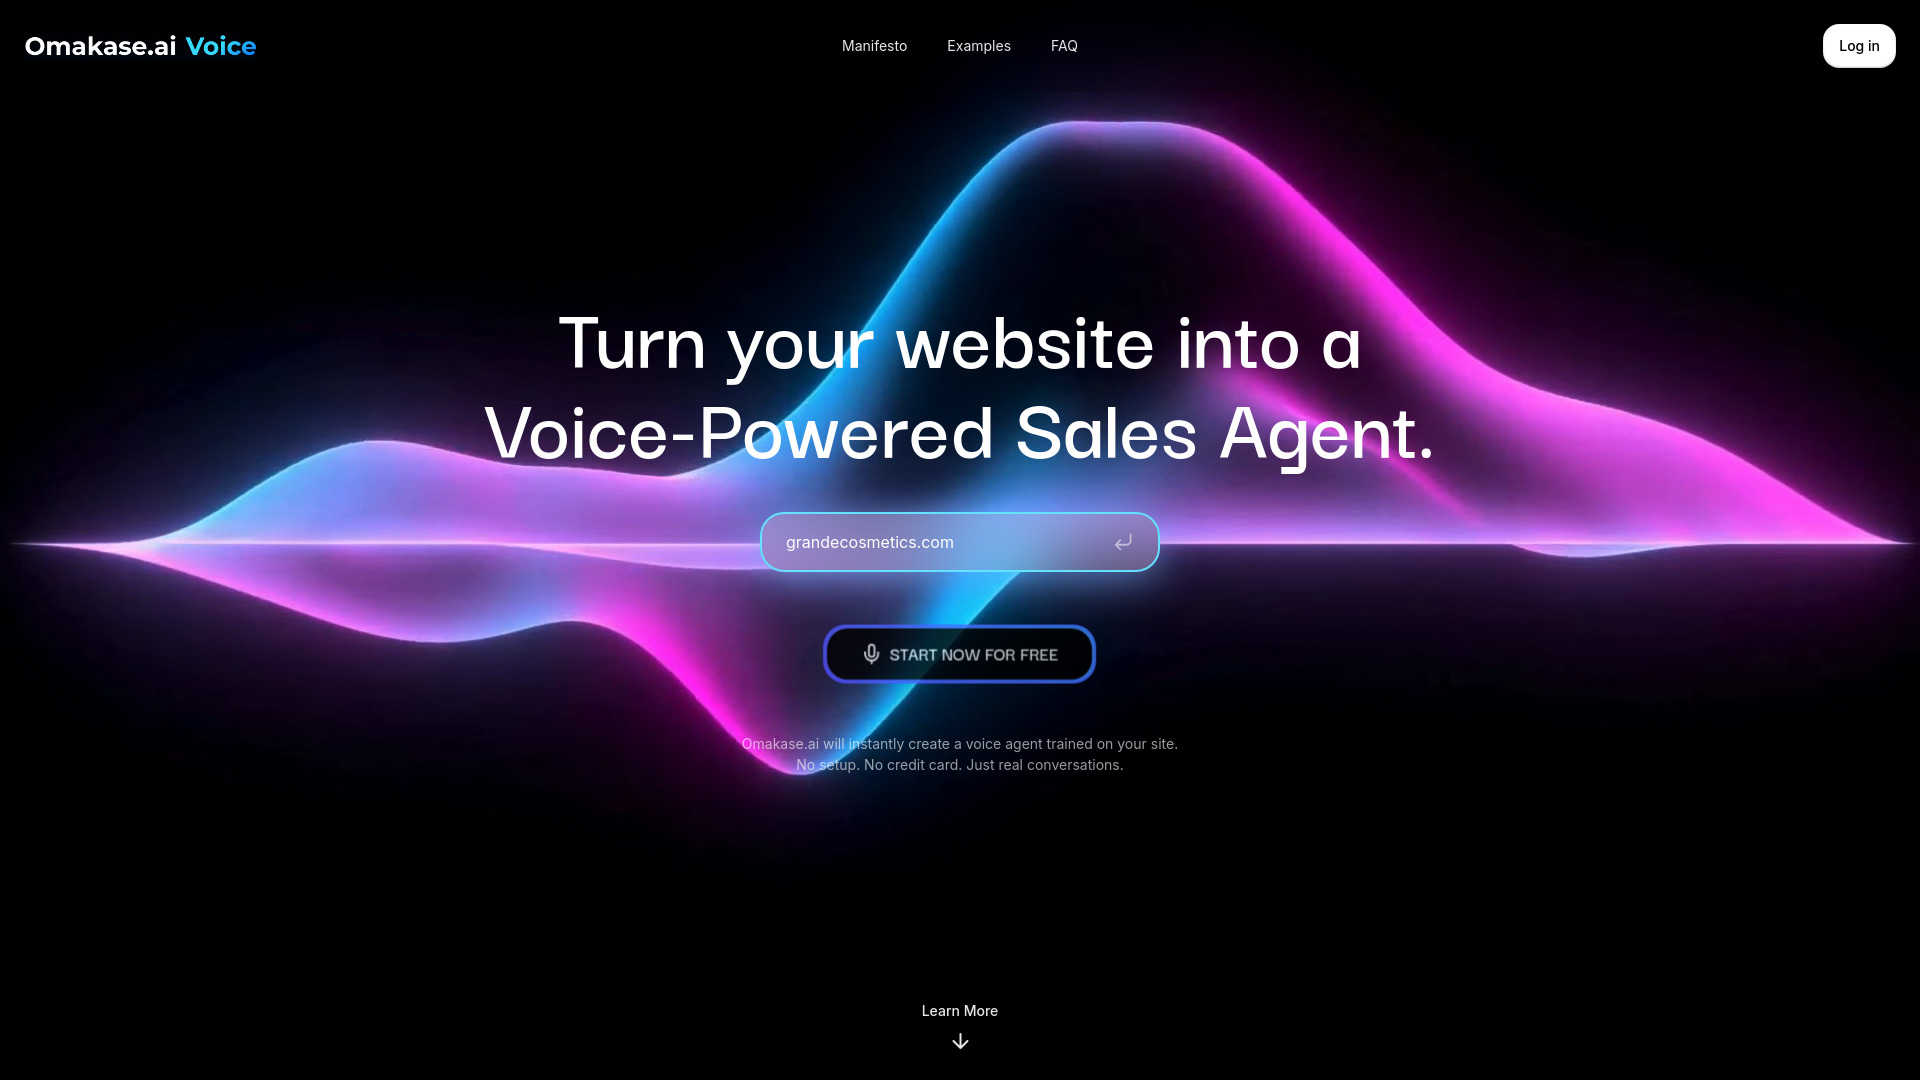 Omakase.ai Voice
Manifesto
Examples
FAQ
Log in
Turn your website into a
Voice-Powered Sales Agent.
grandecosmetics.com
START NOW FOR FREE
Omakase.ai will instantly create a voice agent trained on your site.
No setup. No credit card. Just real conversations.
Learn More